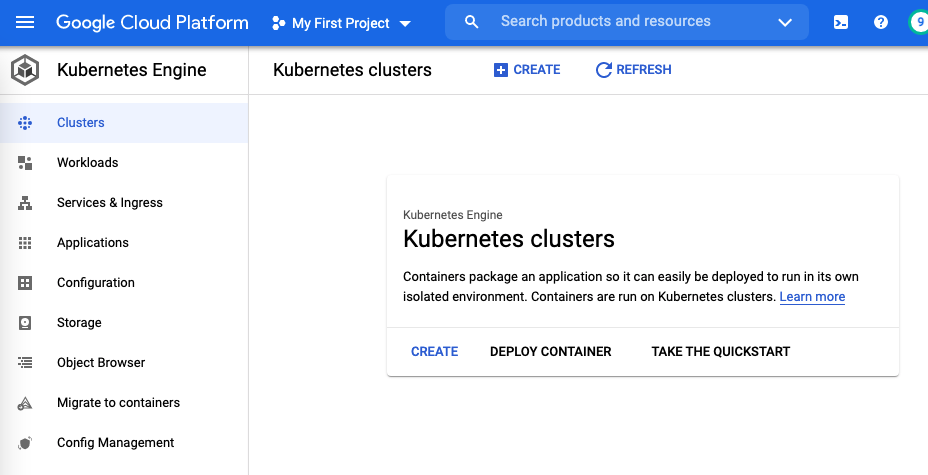 Google Cloud Platform My First Project Search products and resources 9
Kubernetes Engine Kubernetes clusters CREATE REFRESH
Clusters
Workloads
Services & Ingress
Applications
Configuration
Storage
Object Browser
Migrate to containers
Config Management
Kubernetes Engine
Kubernetes clusters
Containers package an application so it can easily be deployed to run in its own
isolated environment. Containers are run on Kubernetes clusters. Learn more
CREATE DEPLOY CONTAINER TAKE THE QUICKSTART